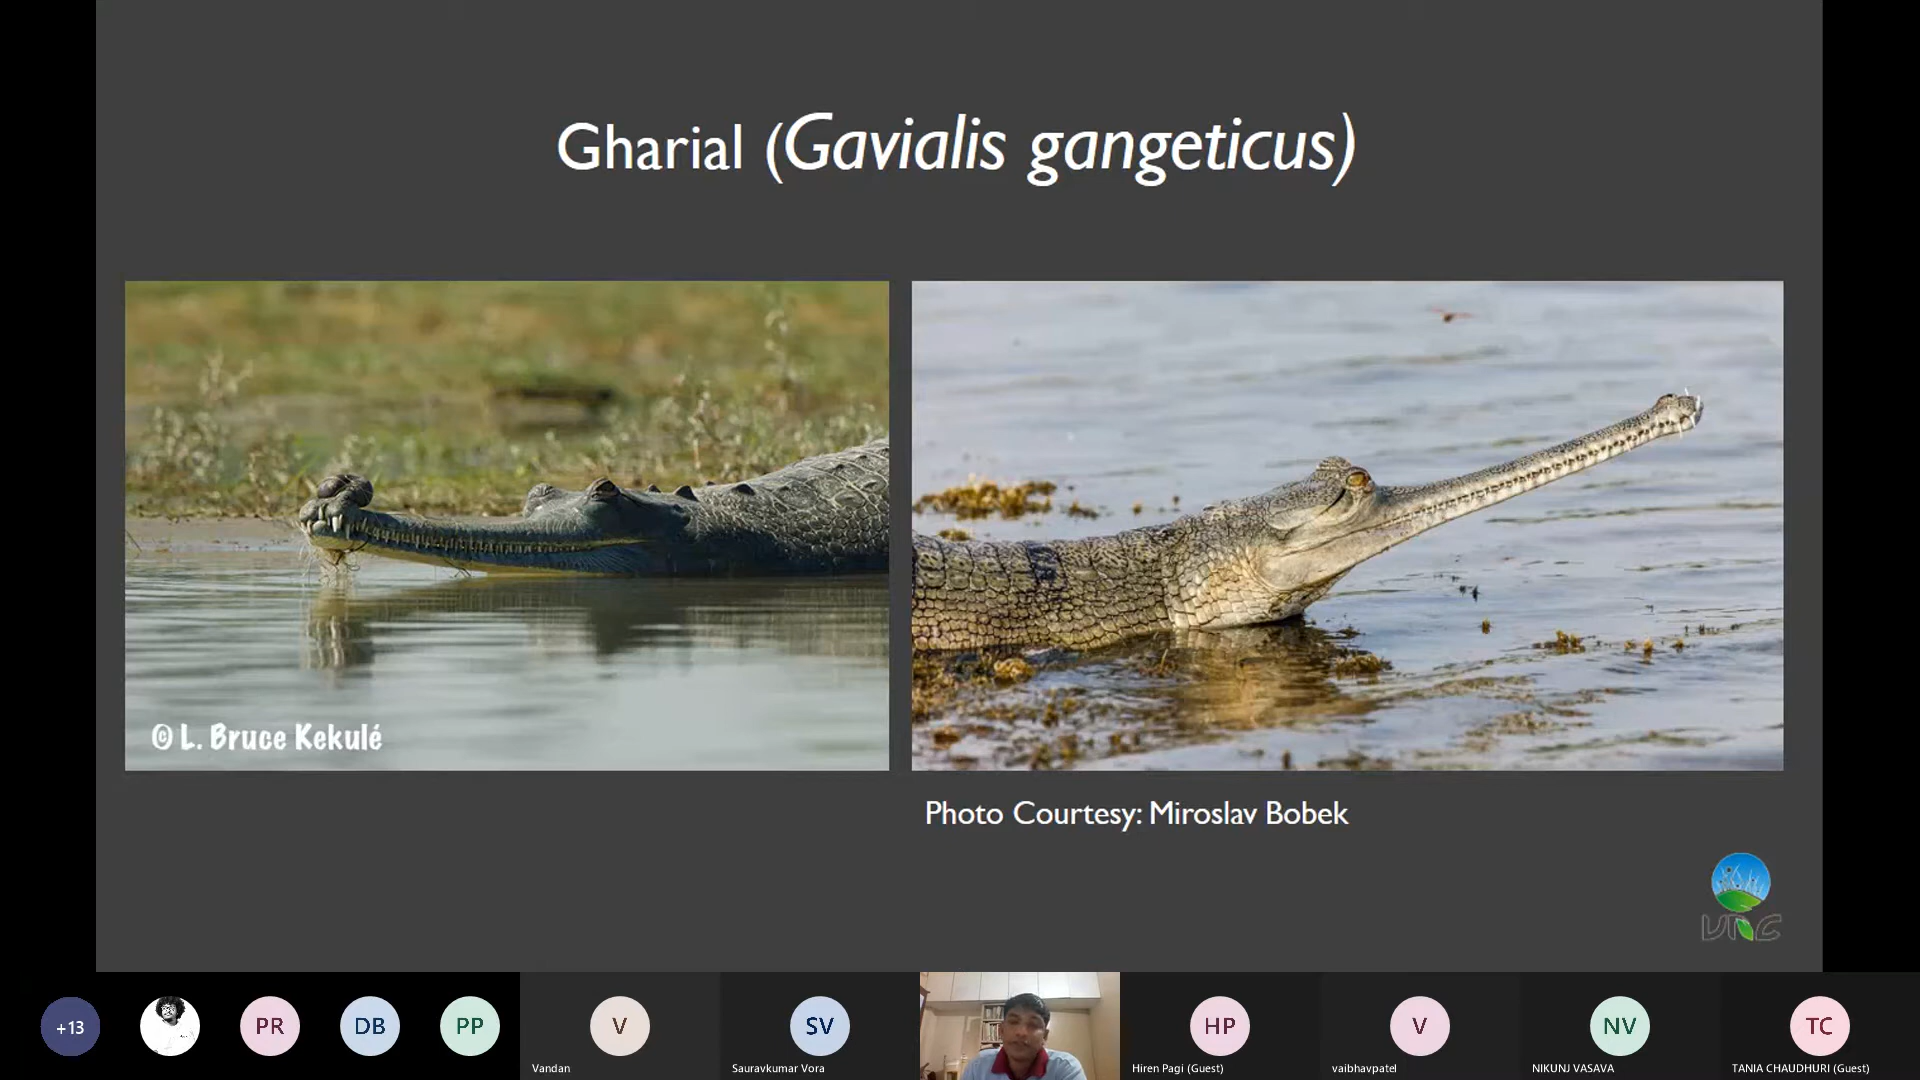 Gharial (Gavialis gangeticus)
© L. Bruce Kekulé
Photo Courtesy: Miroslav Bobek
VNC
+13
PR
DB
PP
V
SV
HP
V
NV
TC
Vandan
Sauravkumar Vora
Hiren Pagi (Guest)
vaibhavpatel
NIKUNJ VASAVA
TANIA CHAUDHURI (Guest)